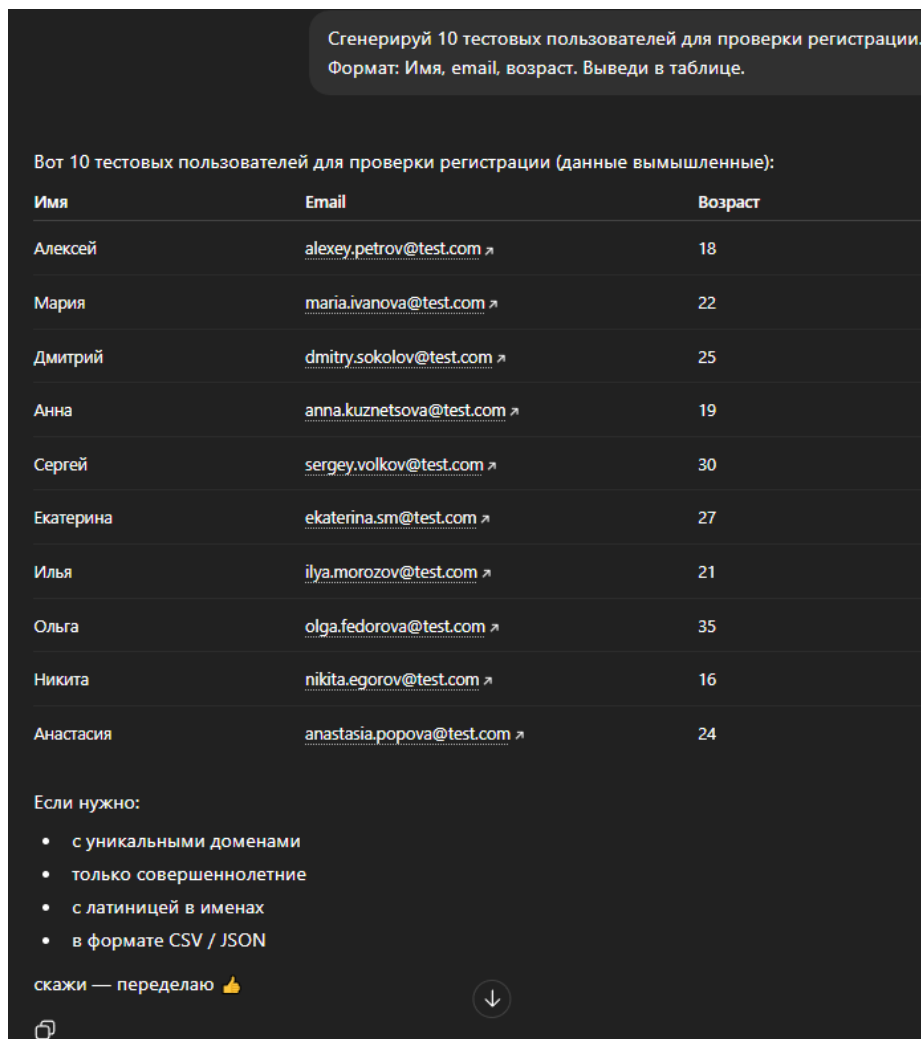 Сгенерируй 10 тестовых пользователей для проверки регистрации.
Формат: Имя, email, возраст. Выведи в таблице.
Вот 10 тестовых пользователей для проверки регистрации (данные вымышленные):
Имя Email Возраст
Алексей alexey.petrov@test.com 18
Мария maria.ivanova@test.com 22
Дмитрий dmitry.sokolov@test.com 25
Анна anna.kuznetsova@test.com 19
Сергей sergey.volkov@test.com 30
Екатерина ekaterina.sm@test.com 27
Илья ilya.morozov@test.com 21
Ольга olga.fedorova@test.com 35
Никита nikita.egorov@test.com 16
Анастасия anastasia.popova@test.com 24
Если нужно:
• с уникальными доменами
• только совершеннолетние
• с латиницей в именах
• в формате CSV / JSON
скажи — переделаю 👍